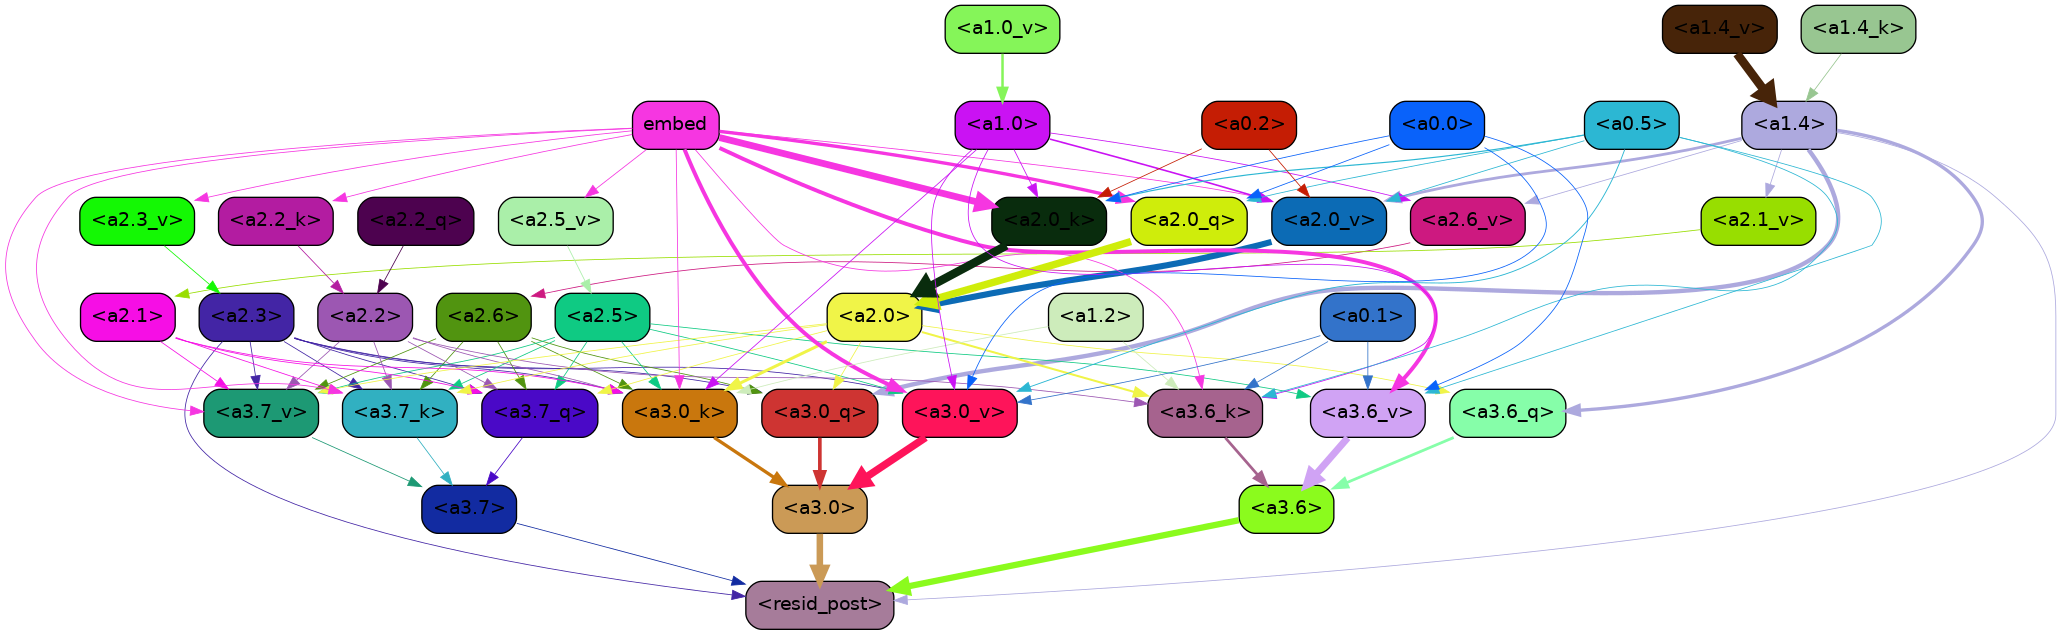 <a1.0_v> <a1.4_v> <a1.4_k>
embed <a1.0> <a0.2> <a0.0> <a0.5> <a1.4>
<a2.3_v> <a2.2_k> <a2.2_q> <a2.5_v> <a2.0_k> <a2.0_q> <a2.0_v> <a2.6_v> <a2.1_v>
<a2.1> <a2.3> <a2.2> <a2.6> <a2.5> <a2.0> <a1.2> <a0.1>
<a3.7_v> <a3.7_k> <a3.7_q> <a3.0_k> <a3.0_q> <a3.0_v> <a3.6_k> <a3.6_v> <a3.6_q>
<a3.7> <a3.0> <a3.6>
<resid_post>